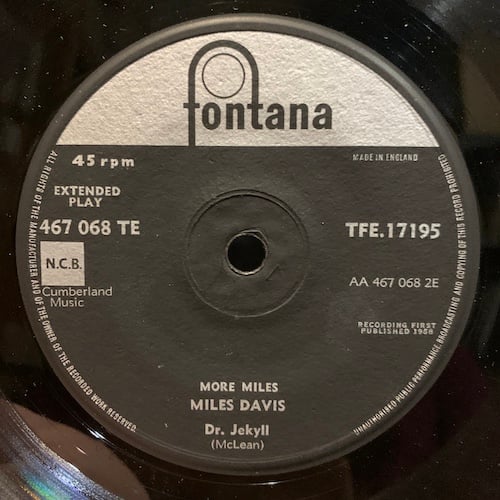 fontana
45 rpm
MADE IN ENGLAND
EXTENDED
PLAY
467 068 TE
TFE.17195
N.C.B.
AA 467 068 2E
Cumberland
Music
RECORDING FIRST
PUBLISHED 1958
MORE MILES
MILES DAVIS
Dr. Jekyll
(McLean)
ALL RIGHTS OF THE MANUFACTURER AND OF THE OWNER OF THE RECORDED WORK RESERVED.
UNAUTHORISED PUBLIC PERFORMANCE, BROADCASTING AND COPYING OF THIS RECORD PROHIBITED